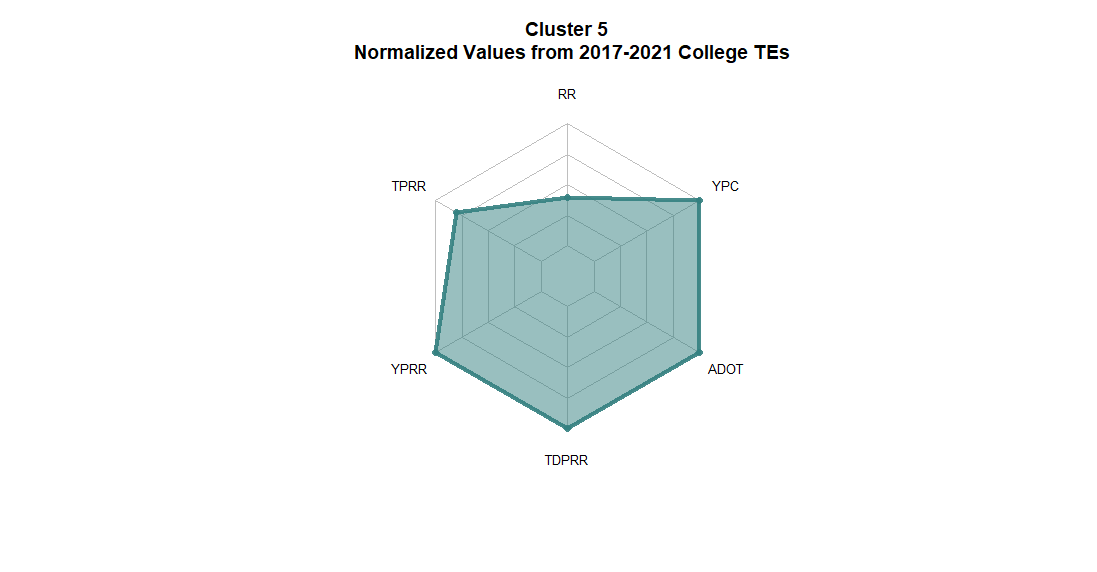 Cluster 5
Normalized Values from 2017-2021 College TEs
RR
TPRR
YPC
YPRR
ADOT
TDPRR